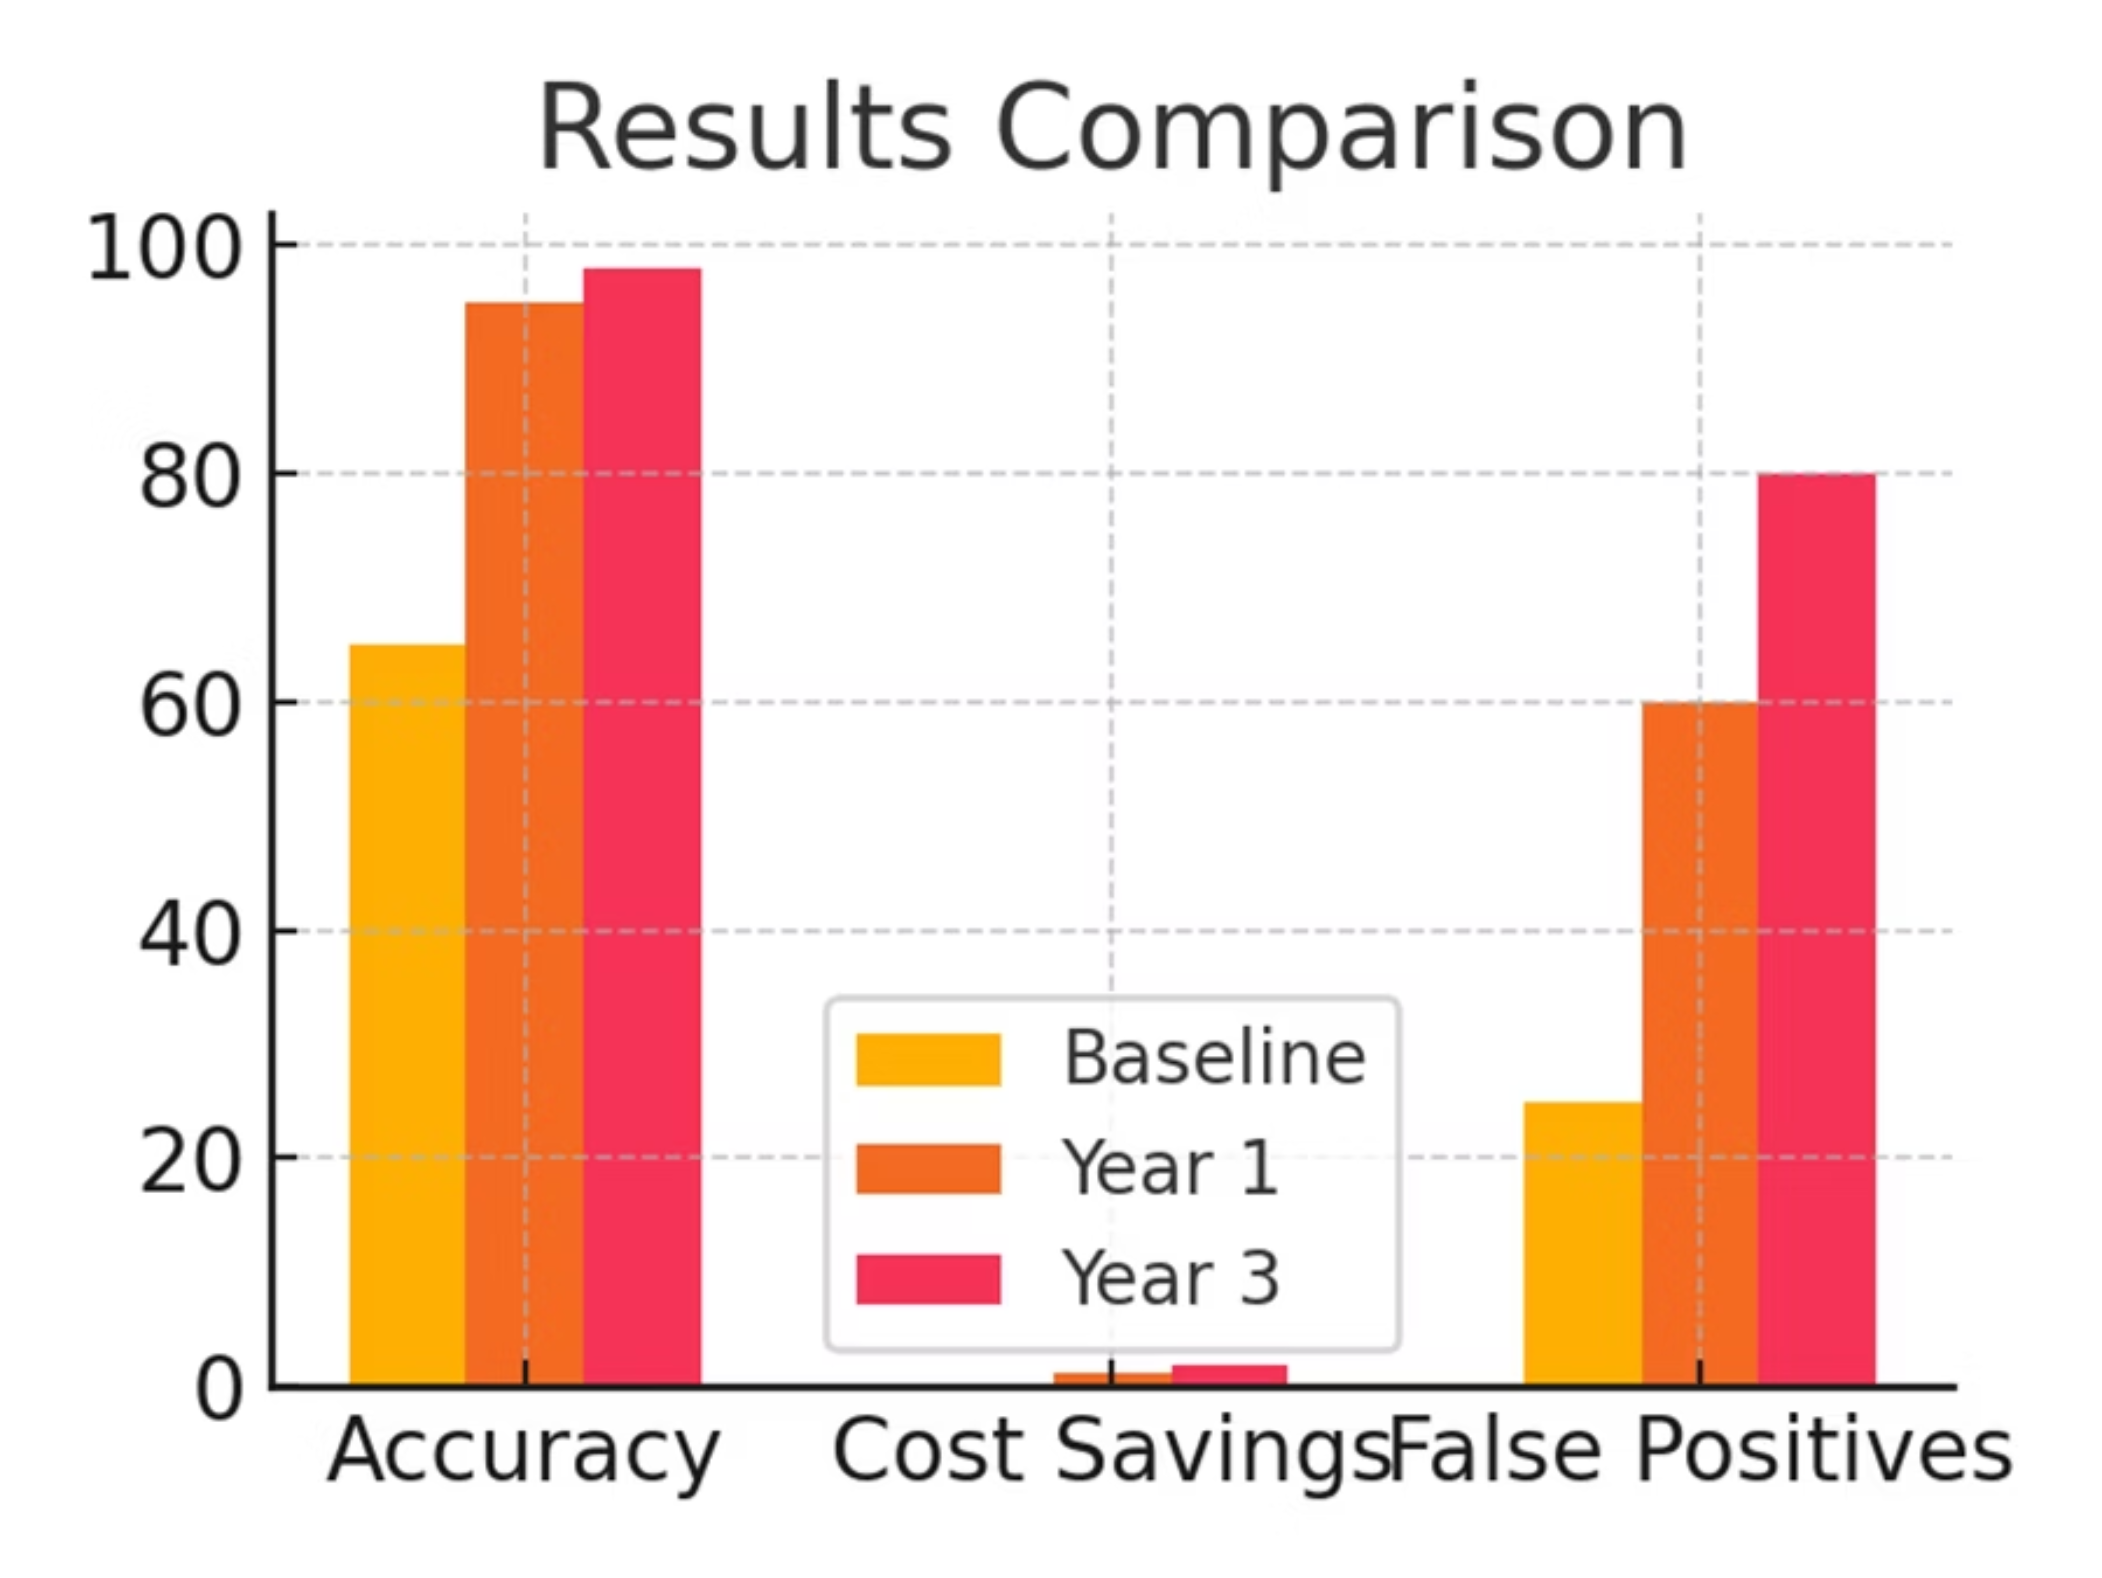 Results Comparison
100
80
60
40
20
0
Baseline
Year 1
Year 3
Accuracy Cost Savings False Positives